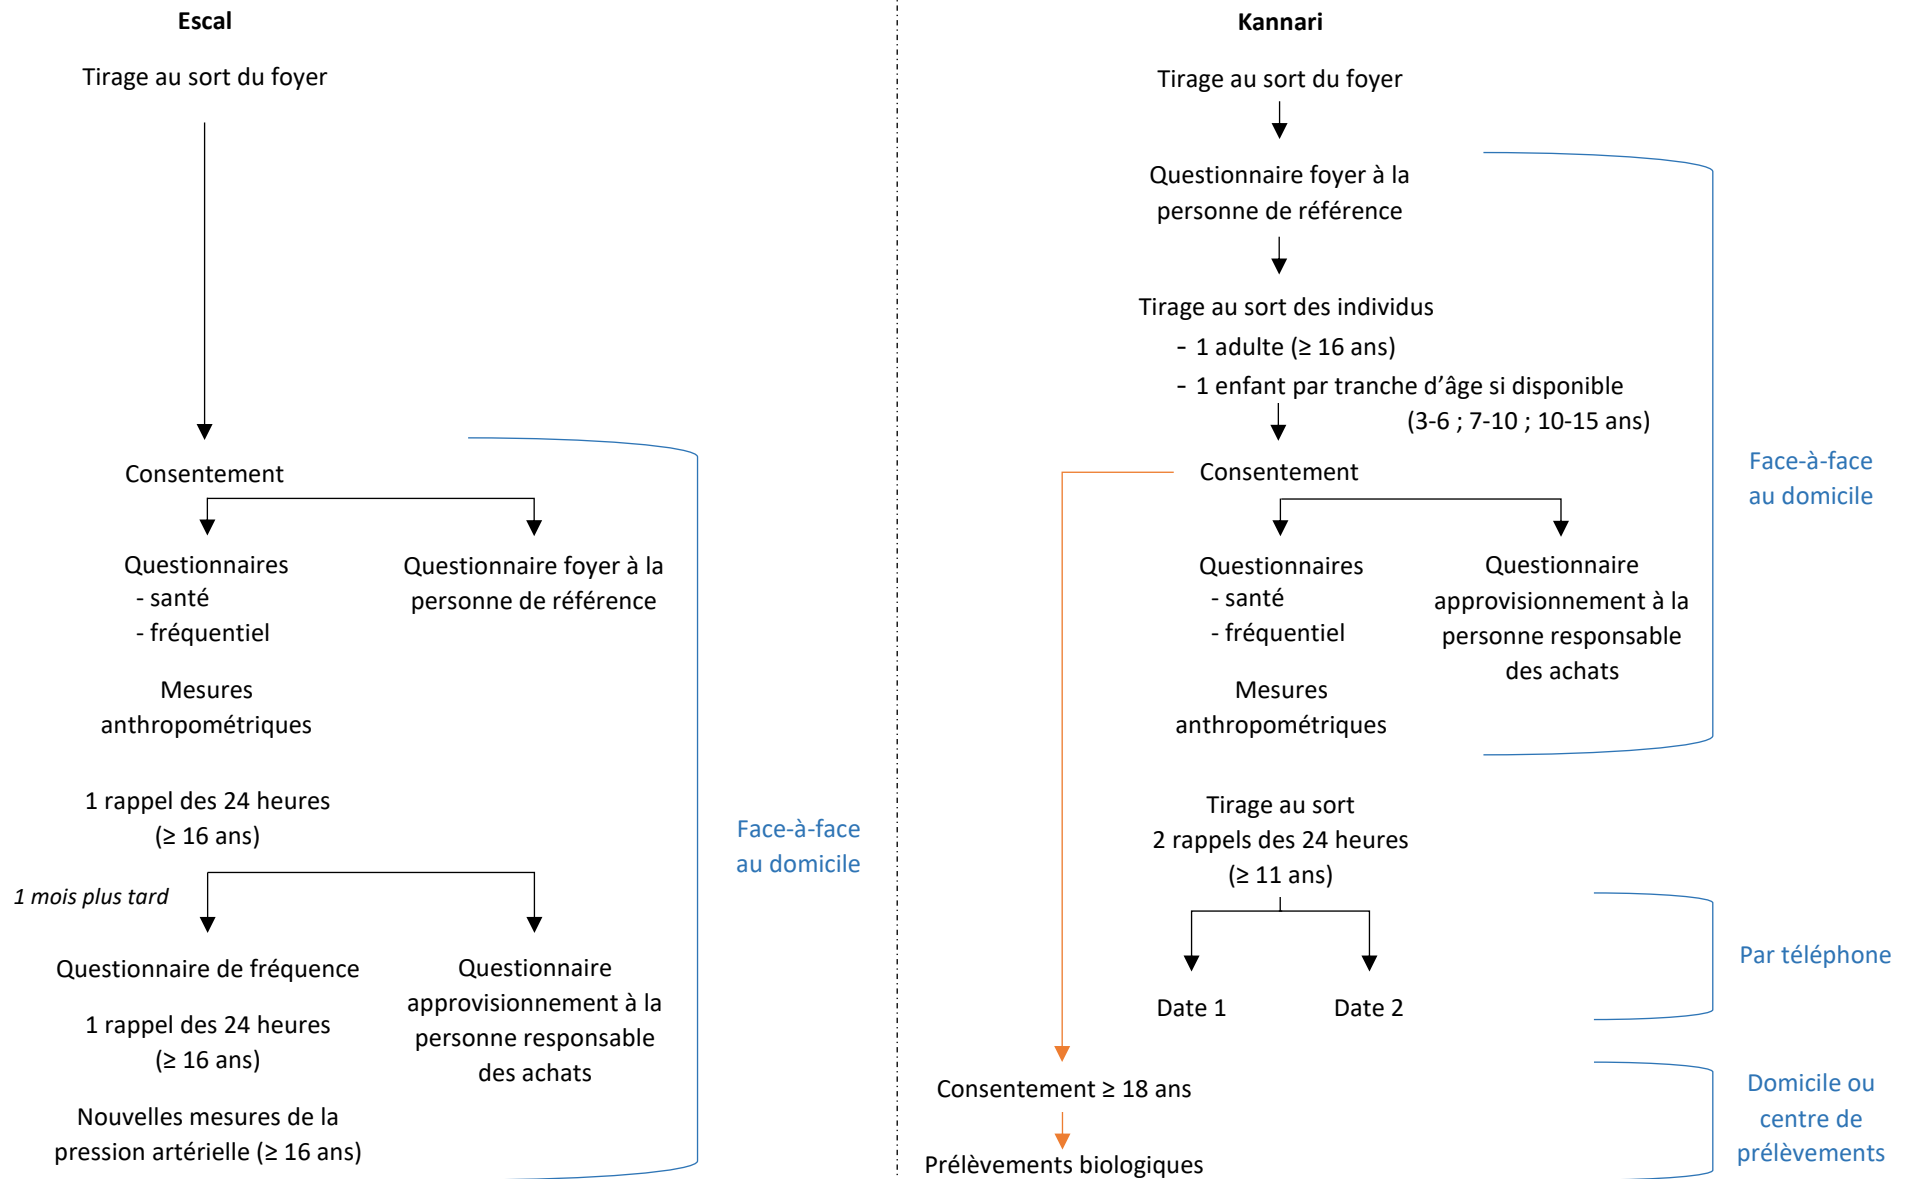 Escal
Tirage au sort du foyer
Consentement
Questionnaires
- santé
- fréquentiel
Questionnaire foyer à la
personne de référence
Mesures
anthropométriques
1 rappel des 24 heures
(≥ 16 ans)
1 mois plus tard
Questionnaire de fréquence
1 rappel des 24 heures
(≥ 16 ans)
Nouvelles mesures de la
pression artérielle (≥ 16 ans)
Questionnaire
approvisionnement à la
personne responsable
des achats
Face-à-face
au domicile
Kannari
Tirage au sort du foyer
Questionnaire foyer à la
personne de référence
Tirage au sort des individus
- 1 adulte (≥ 16 ans)
- 1 enfant par tranche d’âge si disponible
(3-6 ; 7-10 ; 10-15 ans)
Consentement
Questionnaires
- santé
- fréquentiel
Questionnaire
approvisionnement à la
personne responsable
des achats
Mesures
anthropométriques
Face-à-face
au domicile
Tirage au sort
2 rappels des 24 heures
(≥ 11 ans)
Date 1
Date 2
Par téléphone
Consentement ≥ 18 ans
Prélèvements biologiques
Domicile ou
centre de
prélèvements